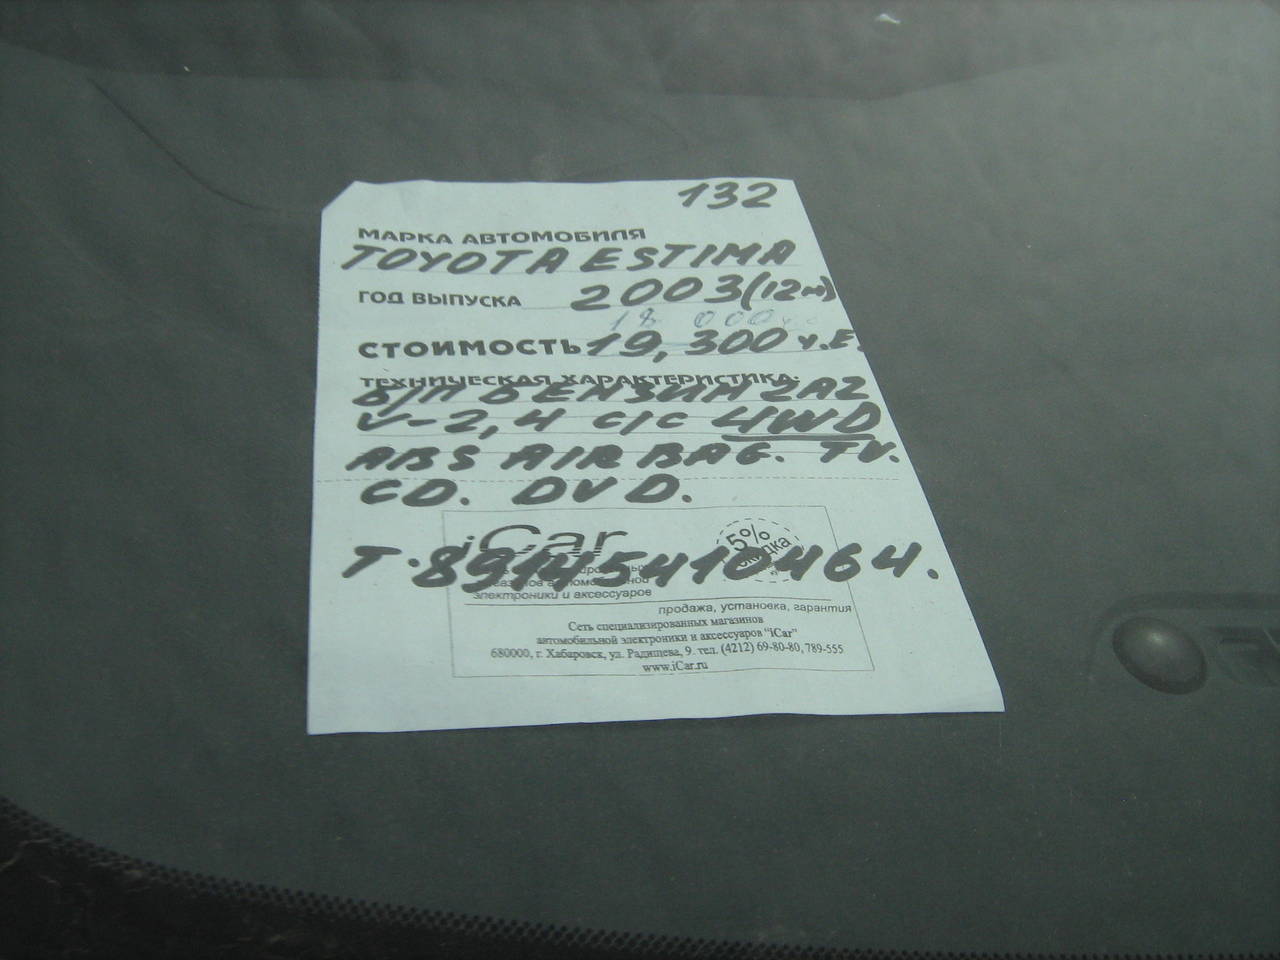 132
МАРКА АВТОМОБИЛЯ
TOYOTA ESTIMA
ГОД ВЫПУСКА 2003(12м)
18 000 у.е
СТОИМОСТЬ 19,300 у.Е.
ТЕХНИЧЕСКАЯ ХАРАКТЕРИСТИКА:
Б/П БЕНЗИН 2AZ
V-2,4 С/С 4WD
ABS AIRBAG. TV.
CD. DVD.
iCar 5% скидка
Т.89145410464.
электроники и аксессуаров
продажа, установка, гарантия
Сеть специализированных магазинов
автомобильной электроники и аксессуаров "iCar"
680000, г. Хабаровск, ул. Радищева, 9. тел. (4212) 69-80-80, 789-555
www.iCar.ru